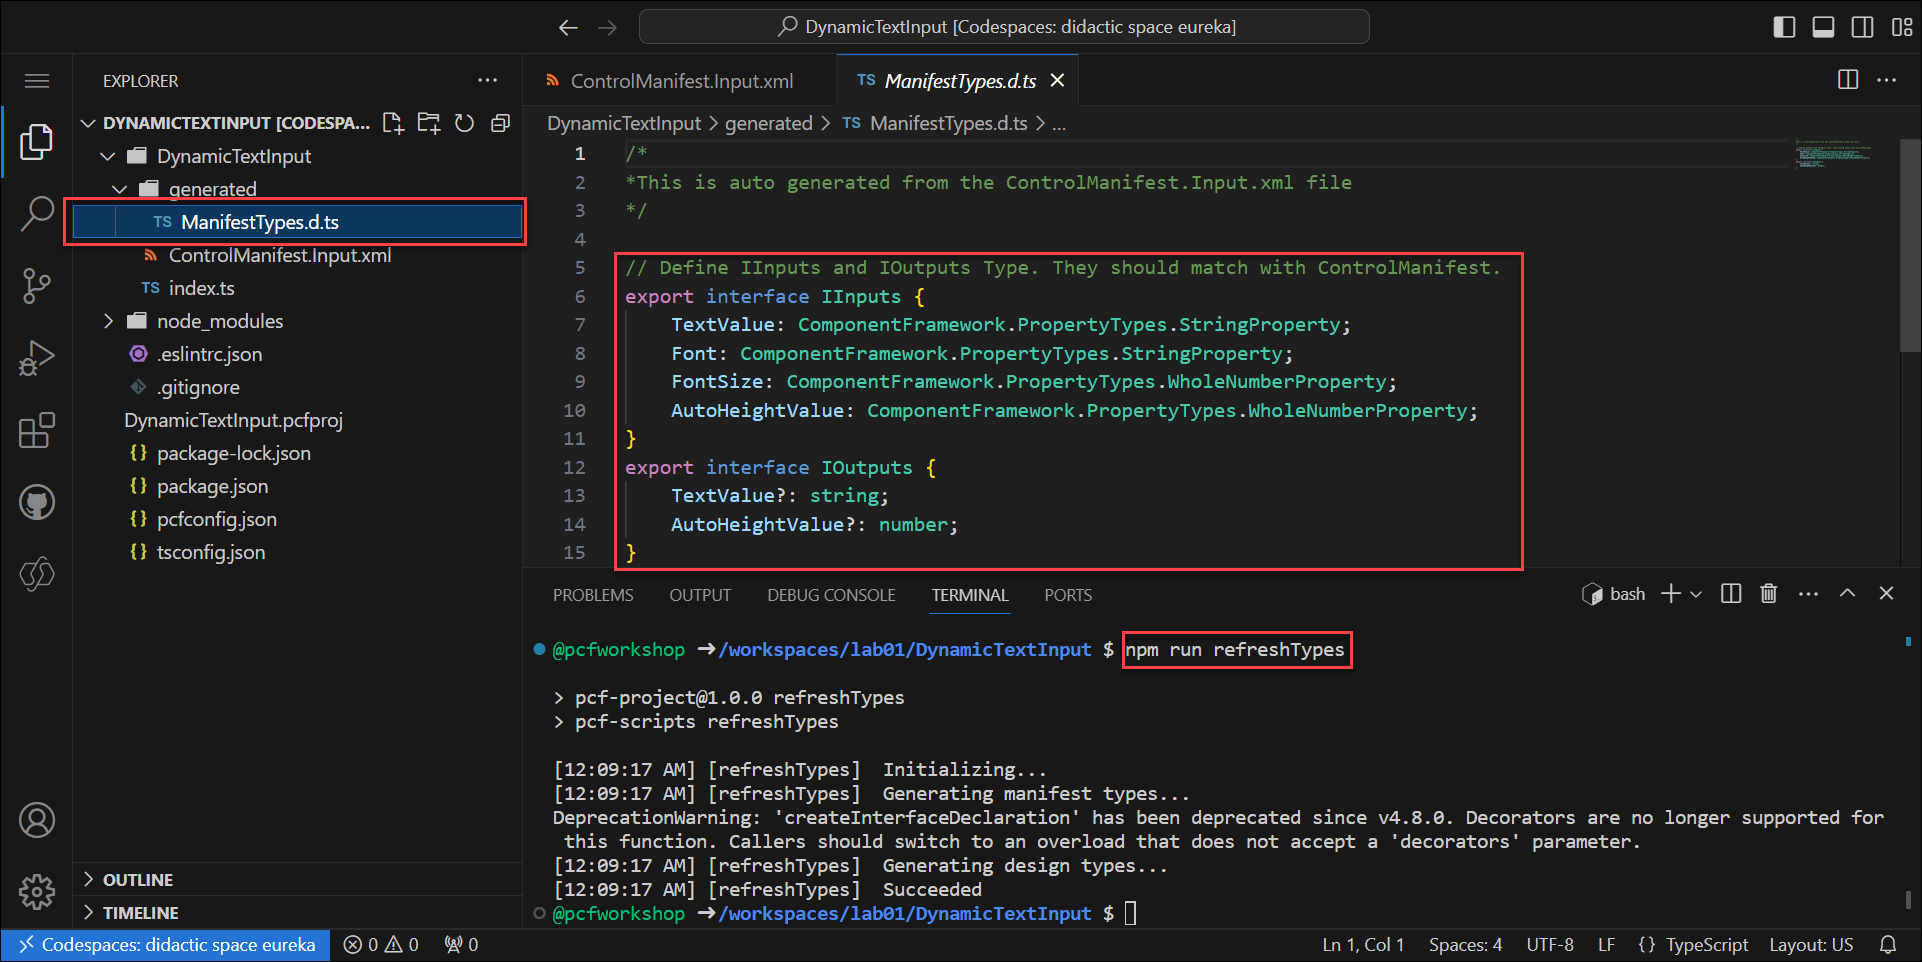 DynamicTextInput [Codespaces: didactic space eureka]
EXPLORER
DYNAMICTEXTINPUT [CODESPA...
DynamicTextInput
generated
TS ManifestTypes.d.ts
ControlManifest.Input.xml
TS index.ts
node_modules
.eslintrc.json
.gitignore
DynamicTextInput.pcfproj
{} package-lock.json
{} package.json
{} pcfconfig.json
{} tsconfig.json
OUTLINE
TIMELINE
ControlManifest.Input.xml
TS ManifestTypes.d.ts
DynamicTextInput > generated > TS ManifestTypes.d.ts > ...
1 /*
2 *This is auto generated from the ControlManifest.Input.xml file
3 */
4
5 // Define IInputs and IOutputs Type. They should match with ControlManifest.
6 export interface IInputs {
7 TextValue: ComponentFramework.PropertyTypes.StringProperty;
8 Font: ComponentFramework.PropertyTypes.StringProperty;
9 FontSize: ComponentFramework.PropertyTypes.WholeNumberProperty;
10 AutoHeightValue: ComponentFramework.PropertyTypes.WholeNumberProperty;
11 }
12 export interface IOutputs {
13 TextValue?: string;
14 AutoHeightValue?: number;
15 }
PROBLEMS OUTPUT DEBUG CONSOLE TERMINAL PORTS
bash
@pcfworkshop ➜/workspaces/lab01/DynamicTextInput $ npm run refreshTypes
> pcf-project@1.0.0 refreshTypes
> pcf-scripts refreshTypes
[12:09:17 AM] [refreshTypes] Initializing...
[12:09:17 AM] [refreshTypes] Generating manifest types...
DeprecationWarning: 'createInterfaceDeclaration' has been deprecated since v4.8.0. Decorators are no longer supported for
this function. Callers should switch to an overload that does not accept a 'decorators' parameter.
[12:09:17 AM] [refreshTypes] Generating design types...
[12:09:17 AM] [refreshTypes] Succeeded
@pcfworkshop ➜/workspaces/lab01/DynamicTextInput $
Codespaces: didactic space eureka 0 0 0 Ln 1, Col 1 Spaces: 4 UTF-8 LF {} TypeScript Layout: US